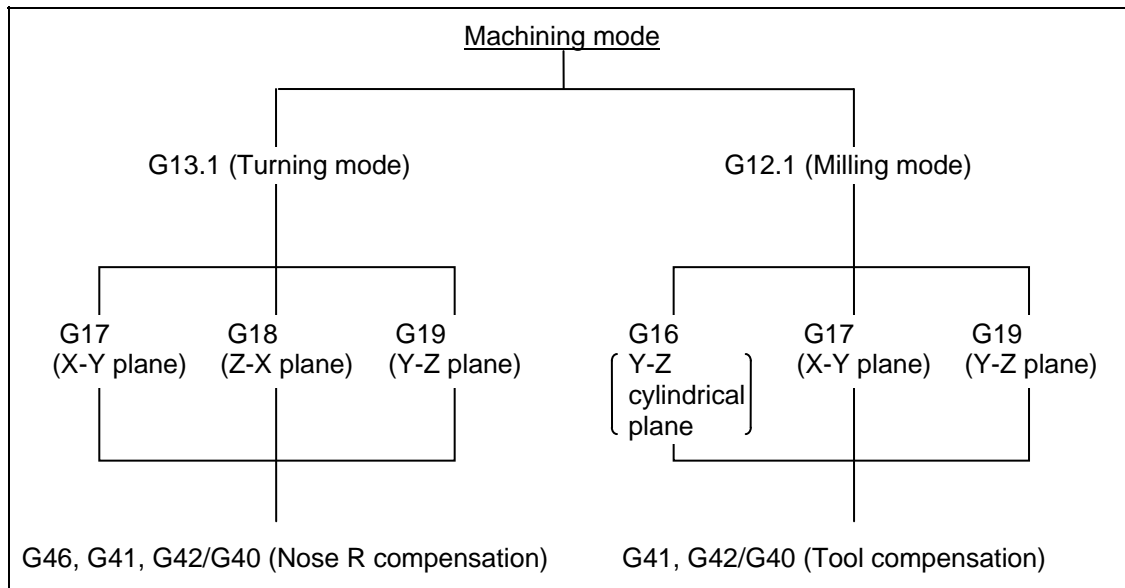 Machining mode
G13.1 (Turning mode)
G12.1 (Milling mode)
G17
(X-Y plane)
G18
(Z-X plane)
G19
(Y-Z plane)
G16
Y-Z
cylindrical
plane
G17
(X-Y plane)
G19
(Y-Z plane)
G46, G41, G42/G40 (Nose R compensation)
G41, G42/G40 (Tool compensation)